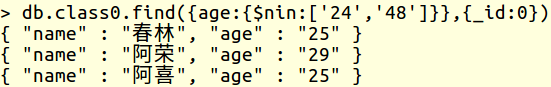 > db.class0.find({age:{$nin:['24','48']}},{_id:0})
{ "name" : "春林", "age" : "25" }
{ "name" : "阿荣", "age" : "29" }
{ "name" : "阿喜", "age" : "25" }